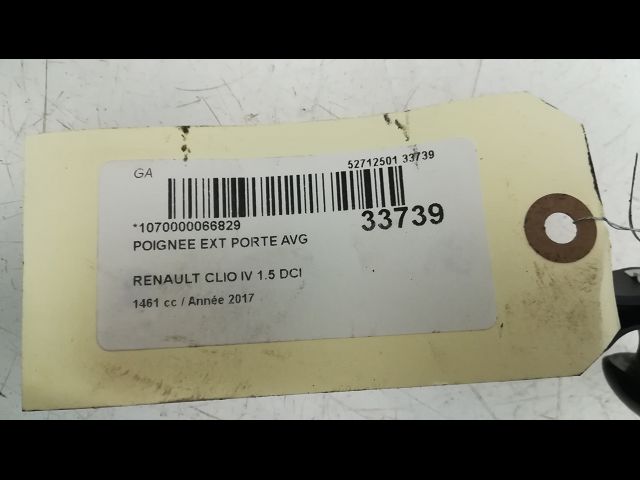 GA
52712501 33739
*1070000066829
33739
POIGNEE EXT PORTE AVG
RENAULT CLIO IV 1.5 DCI
1461 cc / Année 2017